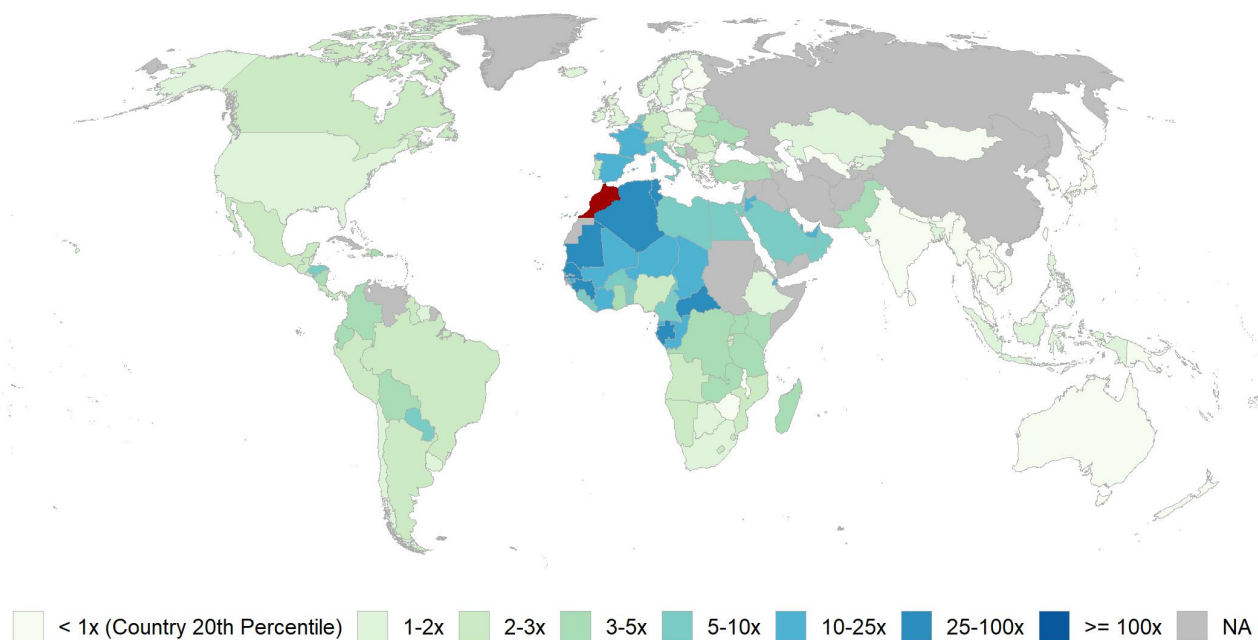 < 1x (Country 20th Percentile) 1-2x 2-3x 3-5x 5-10x 10-25x 25-100x >= 100x NA